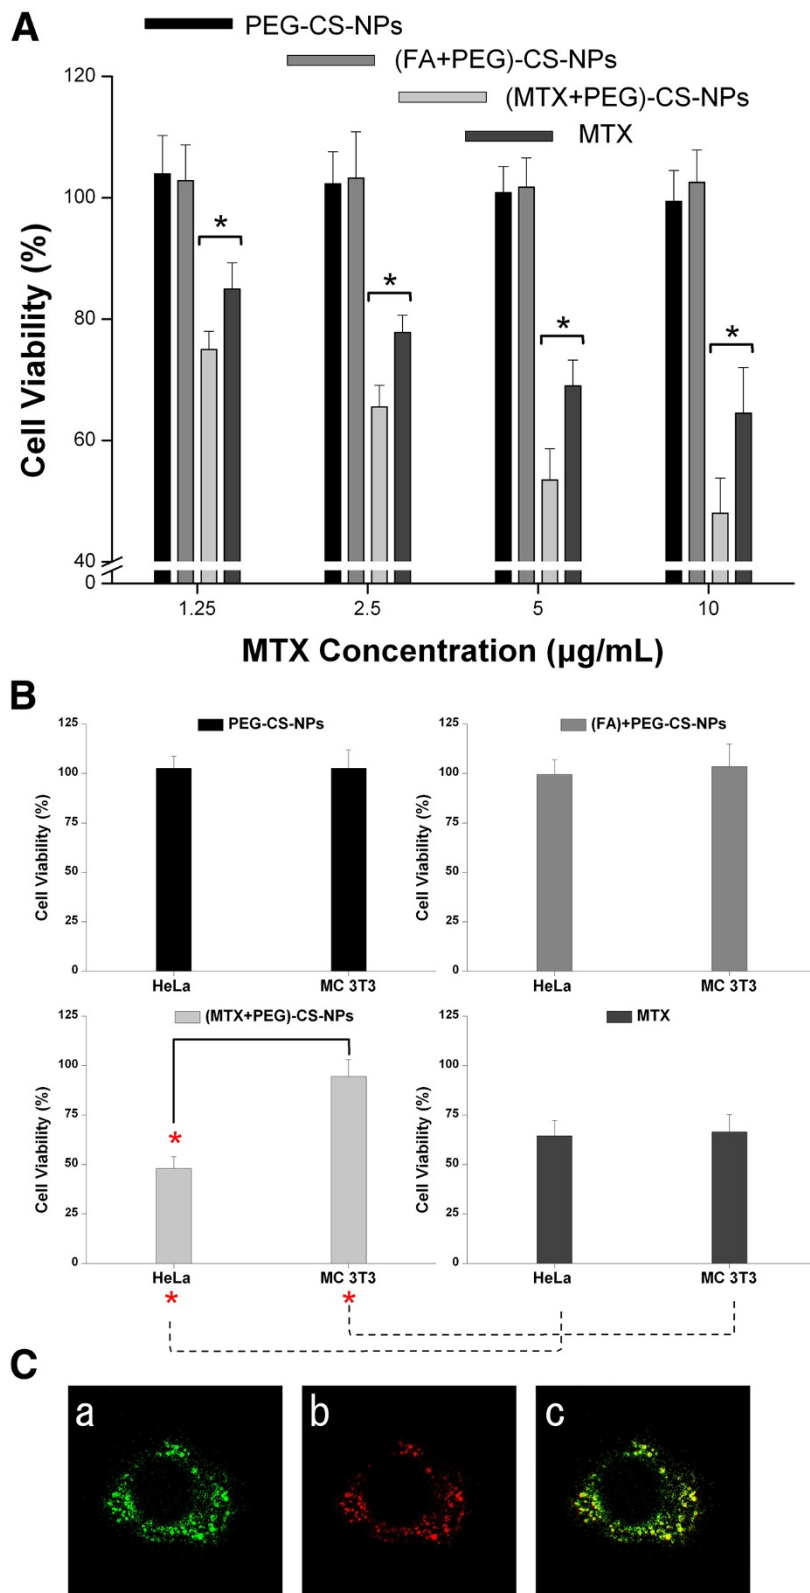 A
PEG-CS-NPs
(FA+PEG)-CS-NPs
(MTX+PEG)-CS-NPs
MTX
120
100
80
60
40
0
Cell Viability (%)
* * * *
1.25 2.5 5 10
MTX Concentration (µg/mL)
B
PEG-CS-NPs
125
100
75
50
25
0
Cell Viability (%)
HeLa MC 3T3
(FA)+PEG-CS-NPs
125
100
75
50
25
0
Cell Viability (%)
HeLa MC 3T3
(MTX+PEG)-CS-NPs
125
100
75
50
25
0
Cell Viability (%)
*
HeLa MC 3T3
* *
MTX
125
100
75
50
25
0
Cell Viability (%)
HeLa MC 3T3
C
a b c